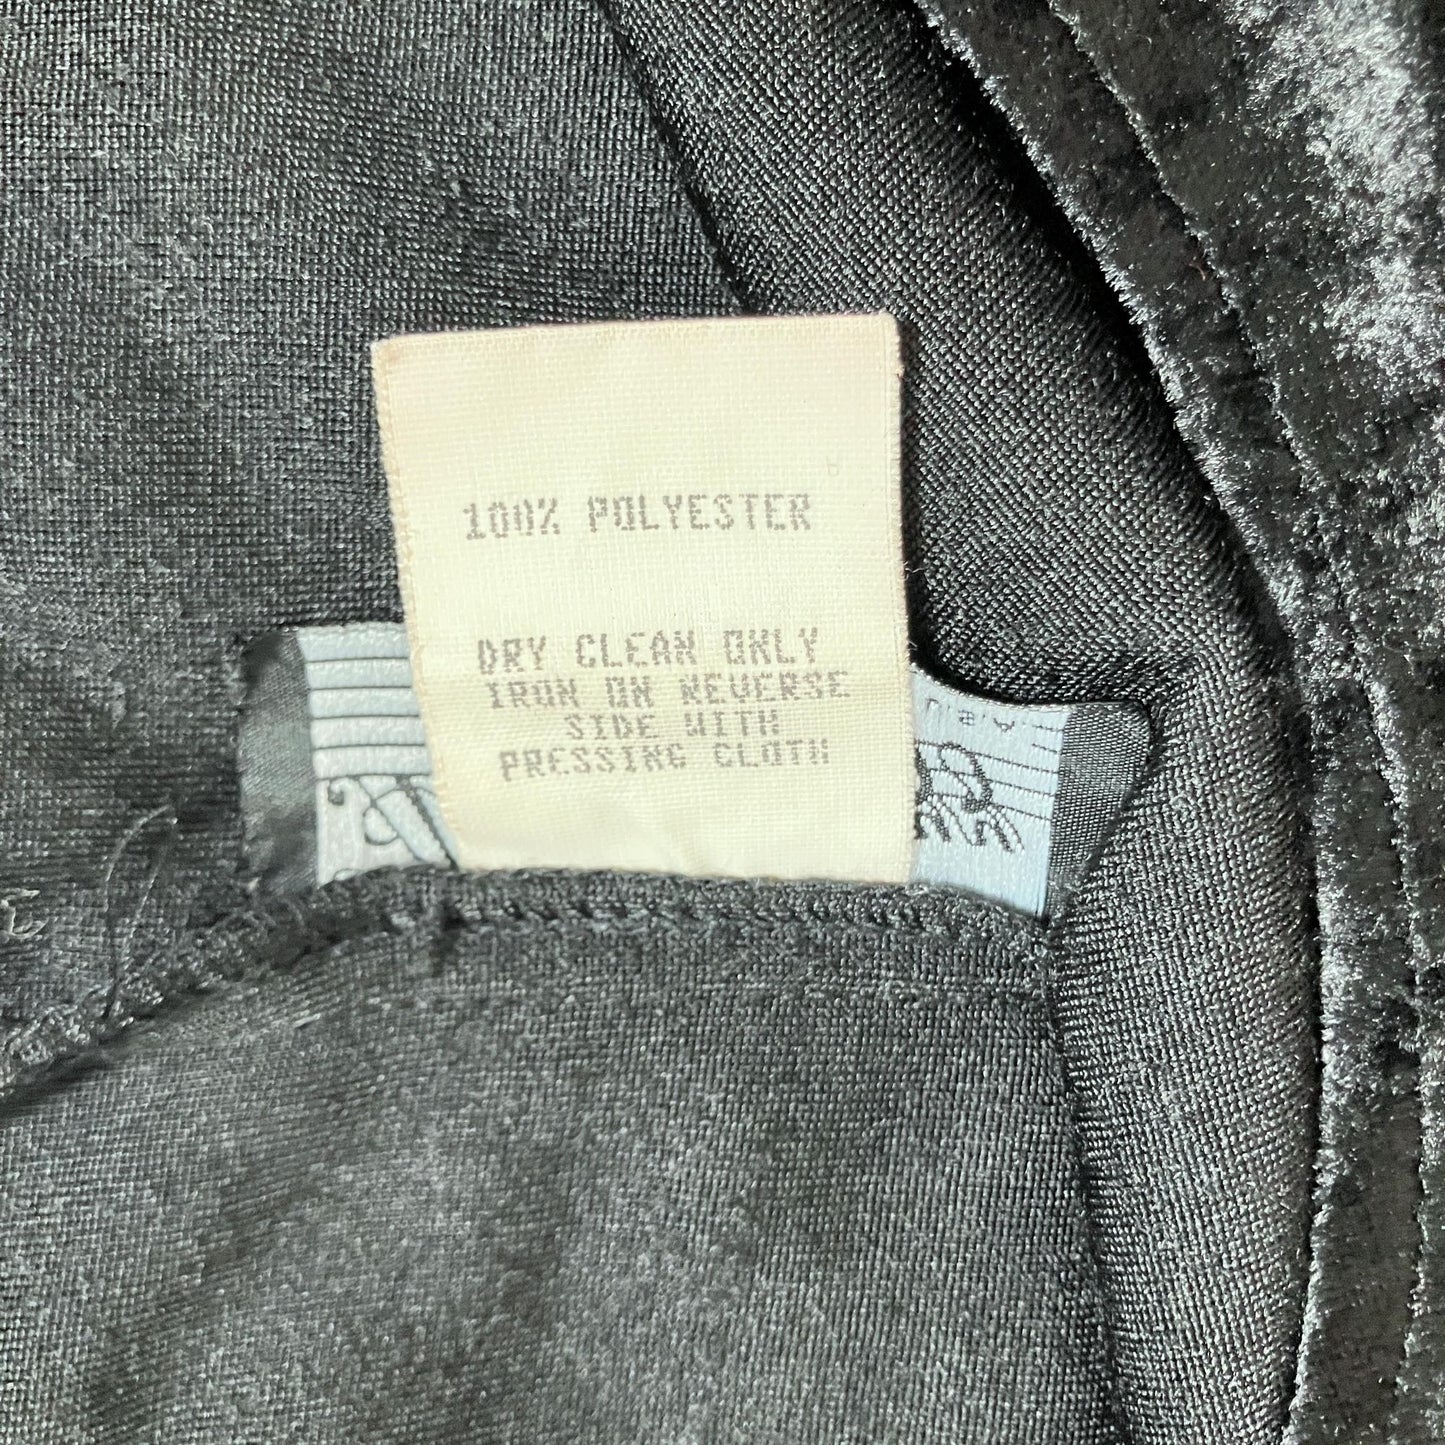 100% POLYESTER
DRY CLEAN ONLY
IRON ON REVERSE
SIDE WITH
PRESSING CLOTH